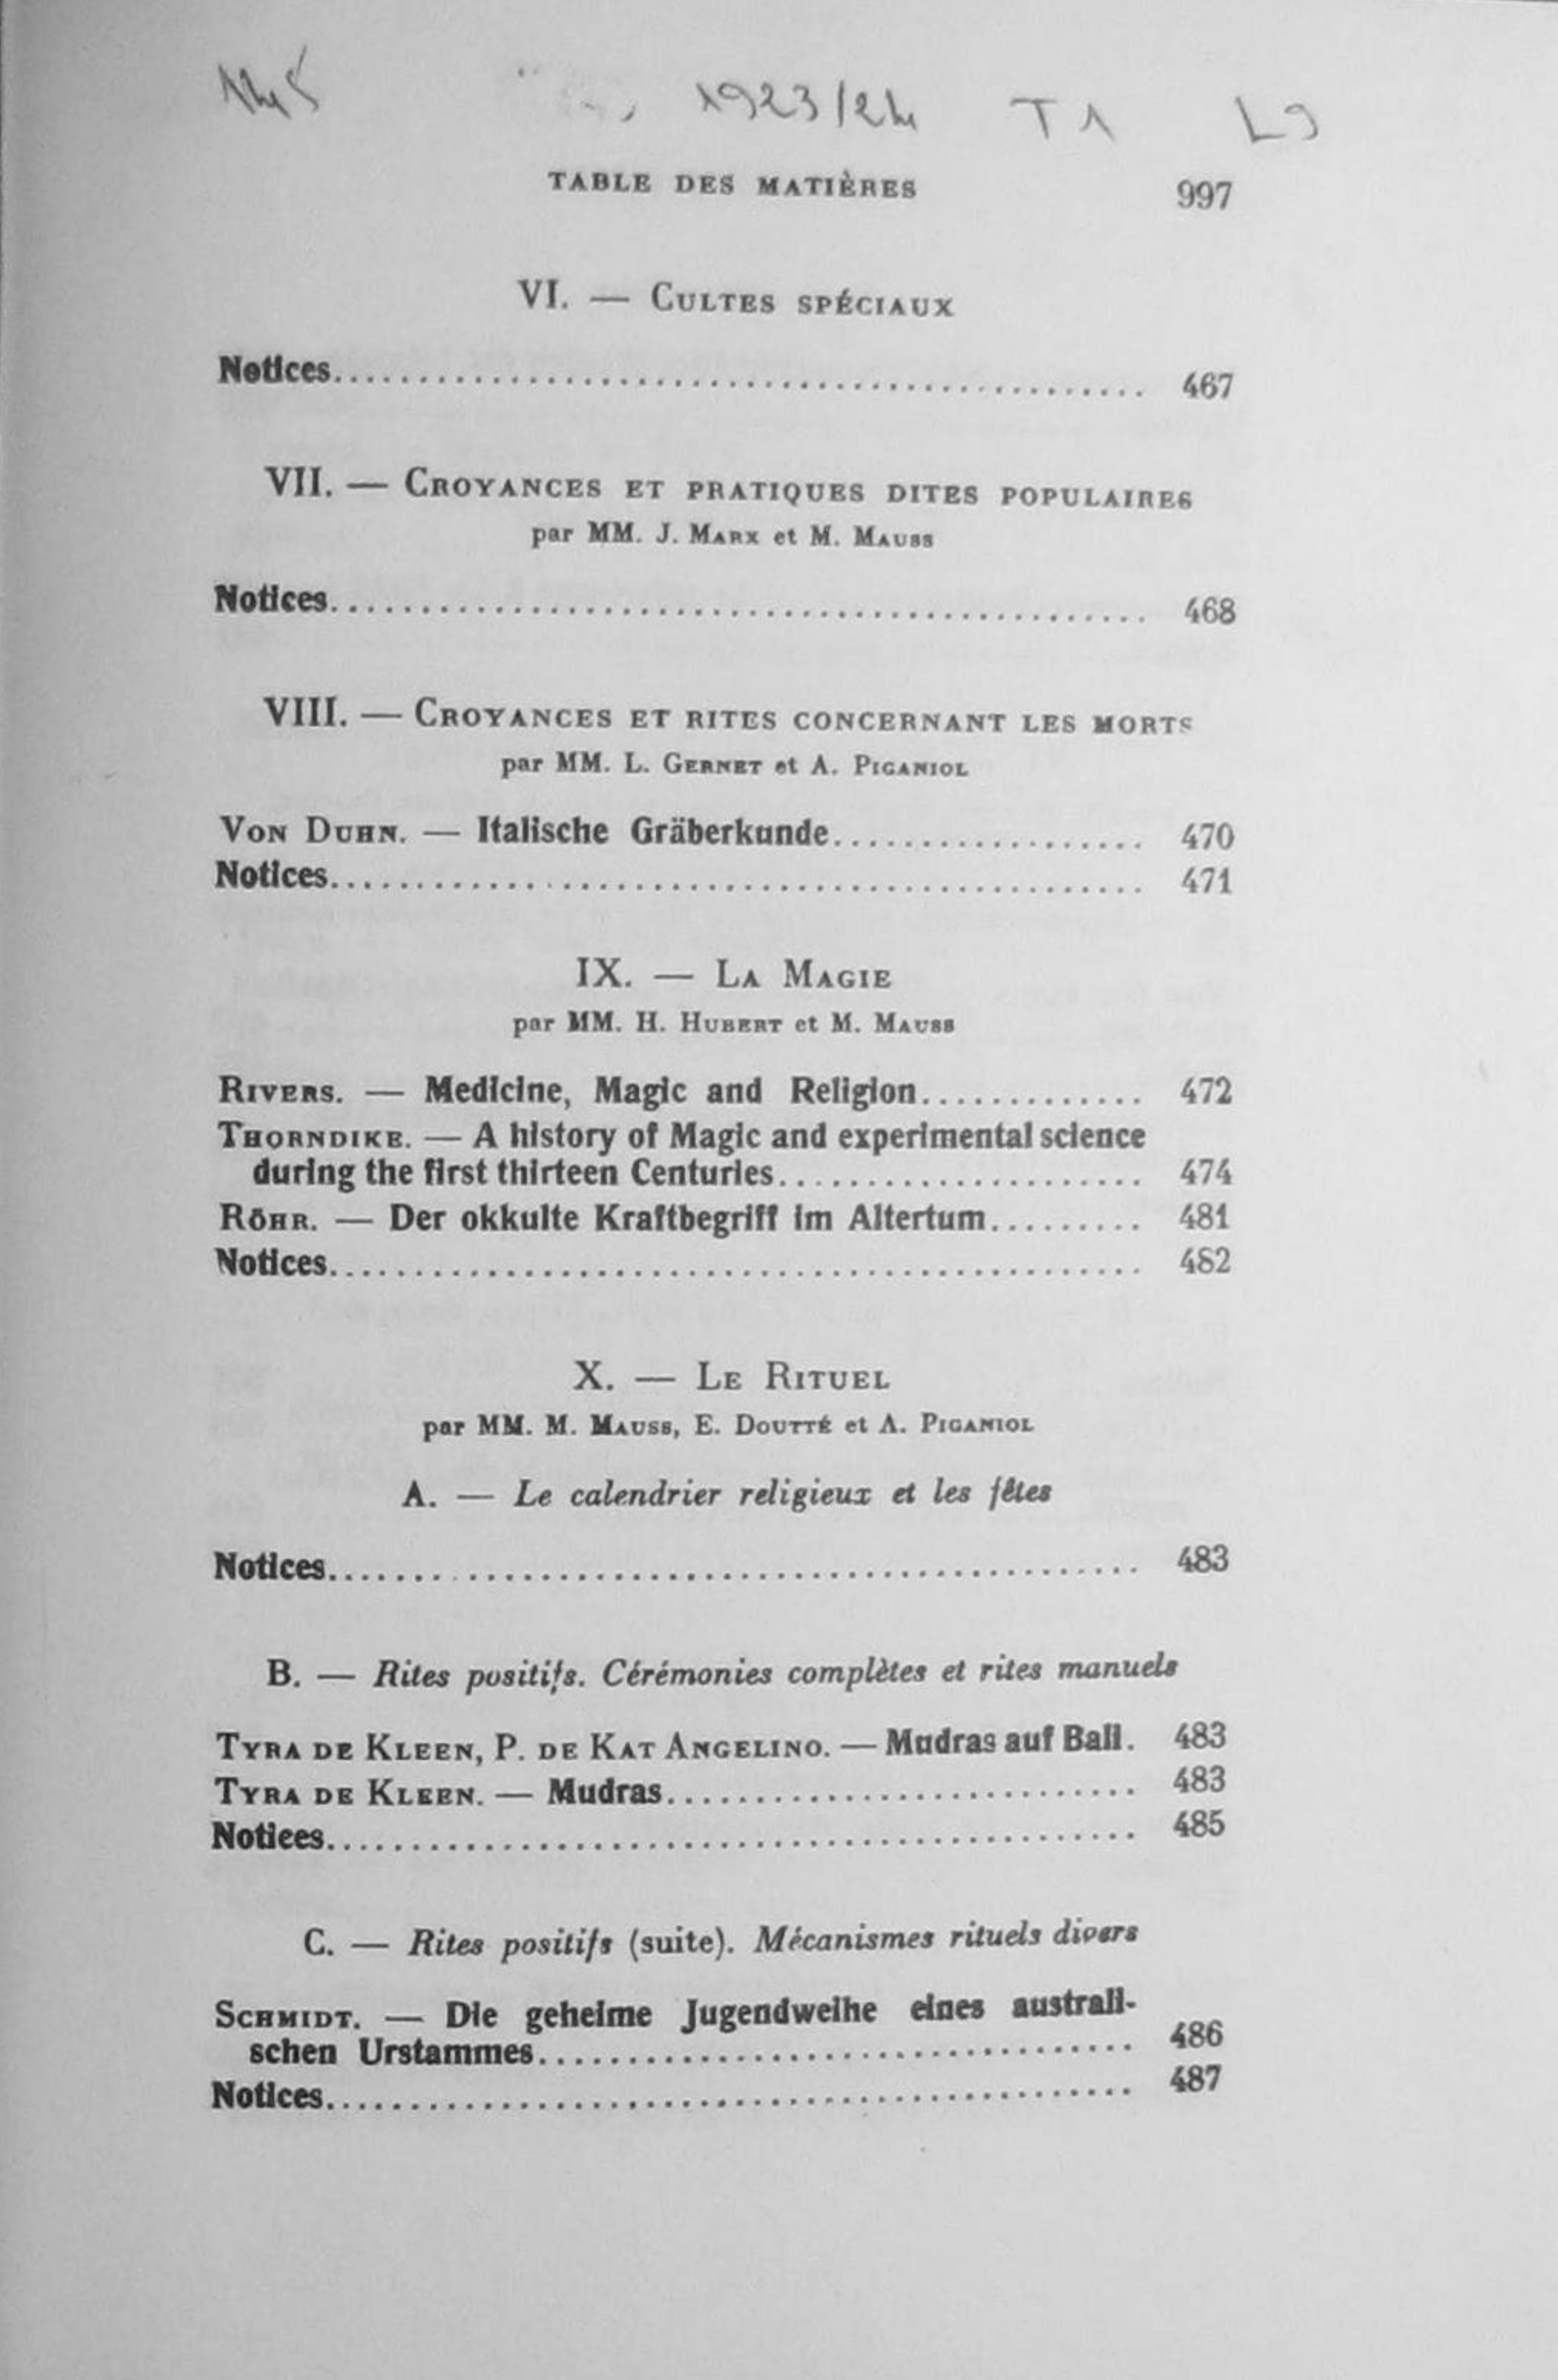 1923/24 T1
TABLE DES MATIÈRES 997
VI. — CULTES SPÉCIAUX
Notices 467
VII. — CROYANCES ET PRATIQUES DITES POPULAIRES
par MM. J. MARX et M. MAUSS
Notices 468
VIII. — CROYANCES ET RITES CONCERNANT LES MORTS
par MM. L. GERNET et A. PIGANIOL
VON DUHN. — Italische Gräberkunde 470
Notices 471
IX. — LA MAGIE
par MM. H. HUBERT et M. MAUSS
RIVERS. — Medicine, Magic and Religion 472
THORNDIKE. — A history of Magic and experimental science
during the first thirteen Centuries 474
RÖHR. — Der okkulte Kraftbegriff im Altertum 481
Notices 482
X. — LE RITUEL
par MM. M. MAUSS, E. DOUTTÉ et A. PIGANIOL
A. — Le calendrier religieux et les fêtes
Notices 483
B. — Rites positifs. Cérémonies complètes et rites manuels
TYRA DE KLEEN, P. DE KAT ANGELINO. — Mudras auf Bali. 483
TYRA DE KLEEN. — Mudras 483
Notices 485
C. — Rites positifs (suite). Mécanismes rituels divers
SCHMIDT. — Die geheime Jugendweihe eines australi-
schen Urstammes 486
Notices 487